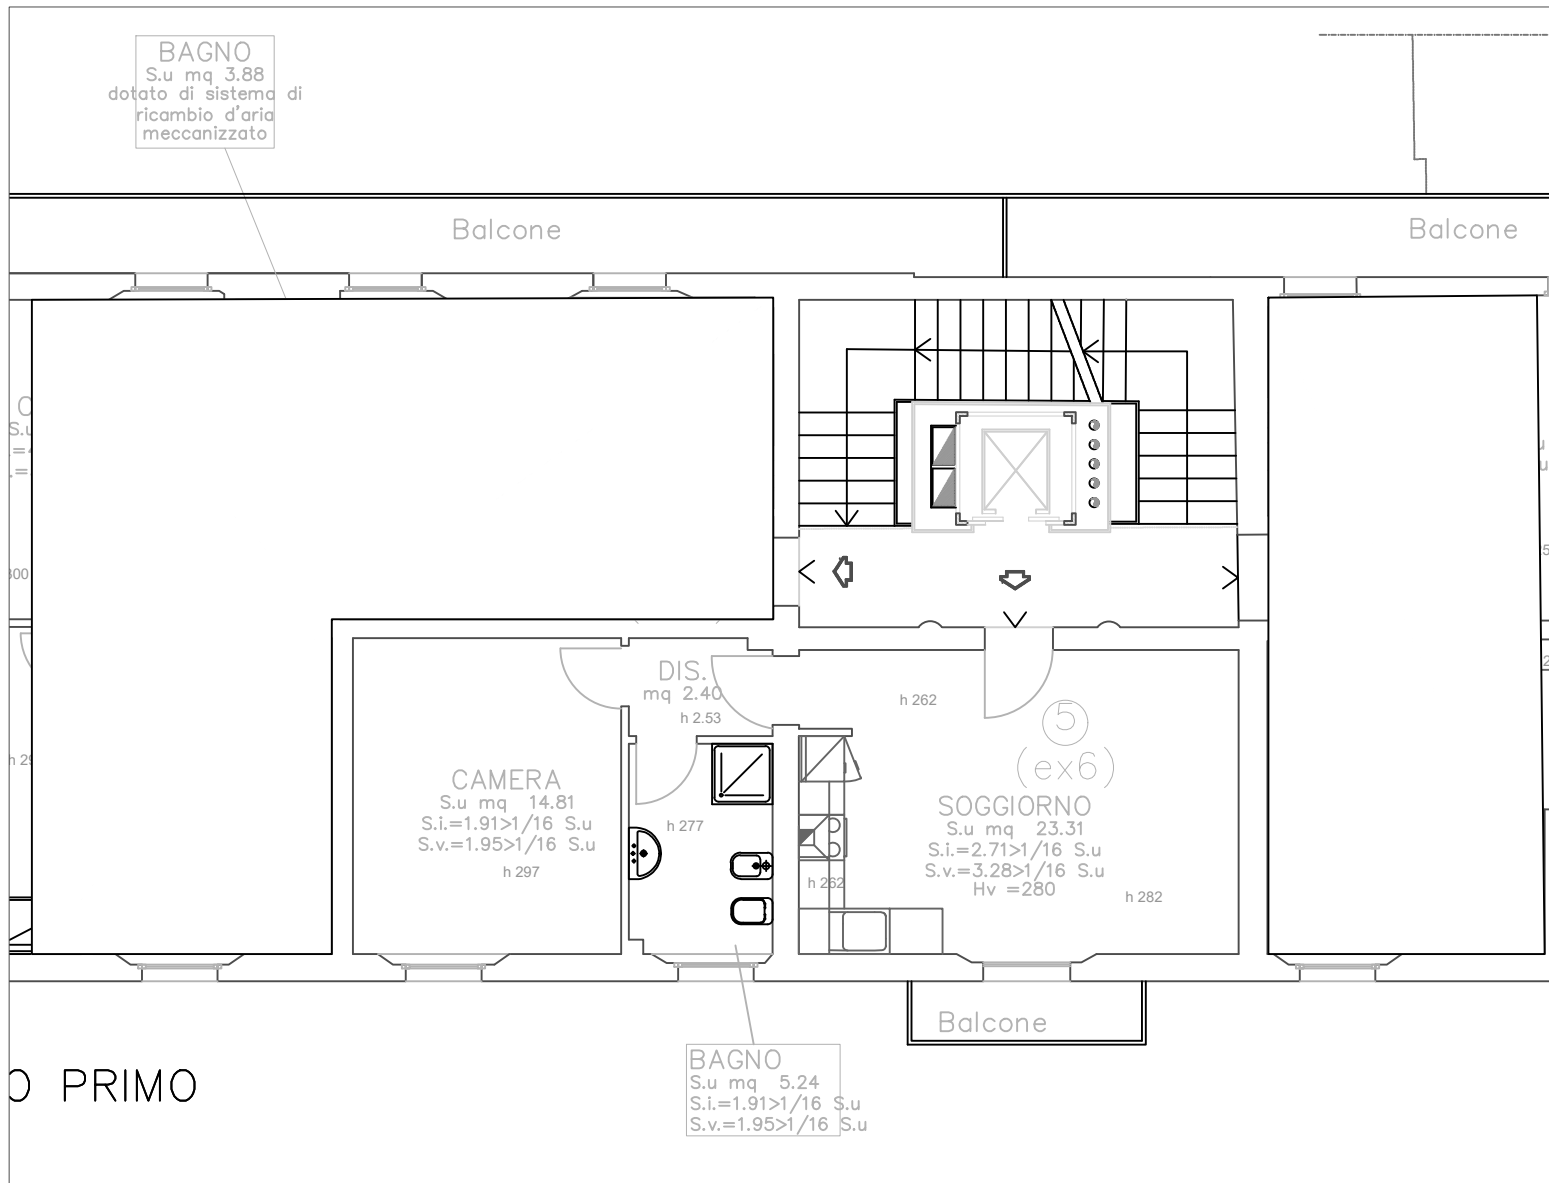 BAGNO
S.u mq 3.88
dotato di sistema di
ricambio d'aria
meccanizzato
Balcone
Balcone
S.u
300
h 29
DIS.
mq 2.40
h 2.53
h 262
5
(ex6)
CAMERA
S.u mq 14.81
S.i.=1.91>1/16 S.u
S.v.=1.95>1/16 S.u
h 297
h 277
h 262
SOGGIORNO
S.u mq 23.31
S.i.=2.71>1/16 S.u
S.v.=3.28>1/16 S.u
Hv =280
h 282
Balcone
BAGNO
S.u mq 5.24
S.i.=1.91>1/16 S.u
S.v.=1.95>1/16 S.u
O PRIMO